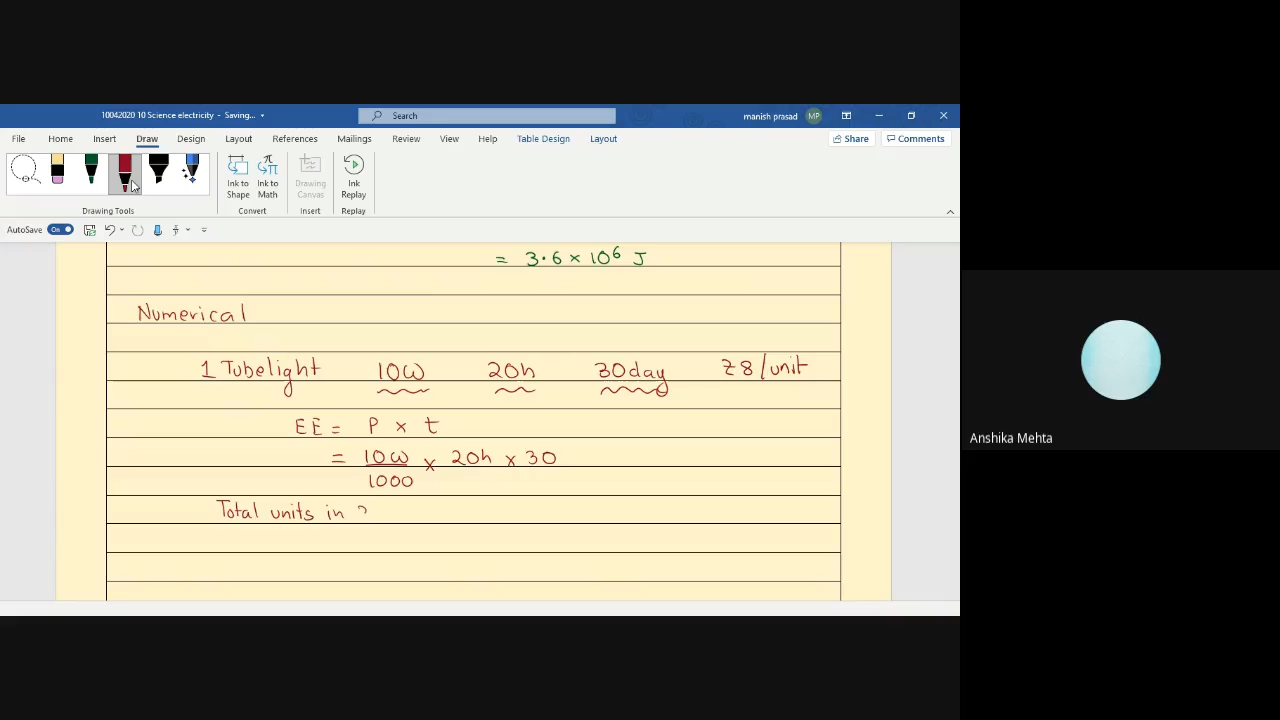 10042020 10 Science electricity - Saving...
Search
manish prasad MP
File Home Insert Draw Design Layout References Mailings Review View Help Table Design Layout
Share Comments
Ink to Shape
Ink to Math
Drawing Canvas
Ink Replay
Drawing Tools Convert Insert Replay
AutoSave On
= 3.6 × 10⁶ J
Numerical
1 Tubelight 10W 20h 30day ₹8/unit
EE = P × t
= 10W/1000 × 20h × 30
Total units in
Anshika Mehta